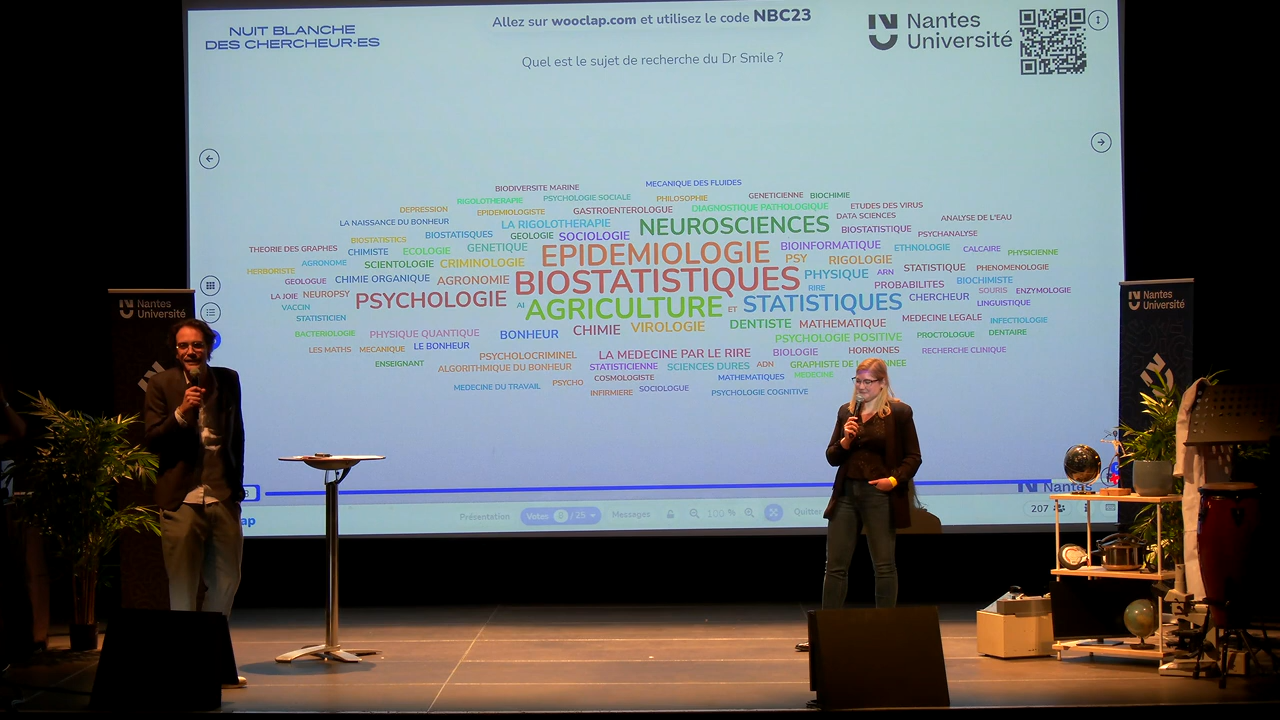 NUIT BLANCHE
DES CHERCHEUR·ES
Allez sur wooclap.com et utilisez le code NBC23
Nantes
Université
Quel est le sujet de recherche du Dr Smile ?
BIODIVERSITE MARINE MECANIQUE DES FLUIDES
RIGOLOTHERAPIE PSYCHOLOGIE SOCIALE PHILOSOPHIE GENETICIENNE BIOCHIMIE
DEPRESSION EPIDEMIOLOGISTE GASTROENTEROLOGUE DIAGNOSTIQUE PATHOLOGIQUE ETUDES DES VIRUS
LA NAISSANCE DU BONHEUR LA RIGOLOTHERAPIE NEUROSCIENCES DATA SCIENCES ANALYSE DE L'EAU
BIOSTATISTICS BIOSTATISQUES GEOLOGIE SOCIOLOGIE BIOSTATISTIQUE PSYCHANALYSE
THEORIE DES GRAPHES CHIMISTE ECOLOGIE GENETIQUE EPIDEMIOLOGIE BIOINFORMATIQUE ETHNOLOGIE CALCAIRE PHYSICIENNE
HERBORISTE AGRONOME SCIENTOLOGIE CRIMINOLOGIE PSY RIGOLOGIE STATISTIQUE PHENOMENOLOGIE
GEOLOGUE CHIMIE ORGANIQUE AGRONOMIE BIOSTATISTIQUES PHYSIQUE ARN PROBABILITES BIOCHIMISTE
LA JOIE NEUROPSY PSYCHOLOGIE RIRE CHERCHEUR SOURIS ENZYMOLOGIE
VACCIN AI AGRICULTURE ET STATISTIQUES LINGUISTIQUE
STATISTICIEN CHIMIE VIROLOGIE DENTISTE MATHEMATIQUE MEDECINE LEGALE INFECTIOLOGIE
BACTERIOLOGIE PHYSIQUE QUANTIQUE BONHEUR PSYCHOLOGIE POSITIVE PROCTOLOGUE DENTAIRE
LES MATHS MECANIQUE LE BONHEUR PSYCHOLOCRIMINEL LA MEDECINE PAR LE RIRE BIOLOGIE HORMONES RECHERCHE CLINIQUE
ENSEIGNANT ALGORITHMIQUE DU BONHEUR STATISTICIENNE SCIENCES DURES ADN GRAPHISTE DE
MEDECINE DU TRAVAIL PSYCHO COSMOLOGISTE MATHEMATIQUES MEDECINE
INFIRMIERE SOCIOLOGUE PSYCHOLOGIE COGNITIVE
Nantes
Université
Nantes
Université
Nantes
Présentation Votes 8 / 25 Messages 100 % Quitter 207